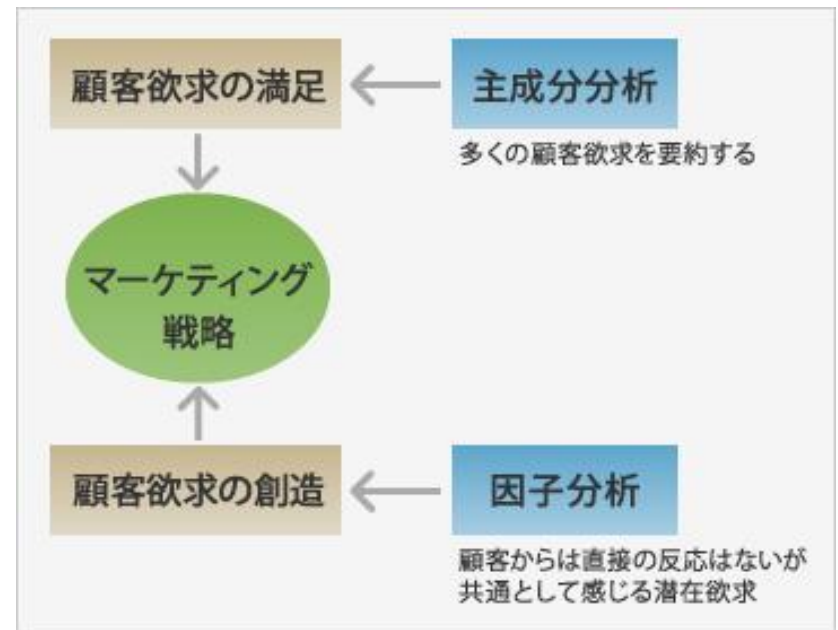 顧客欲求の満足
主成分分析
多くの顧客欲求を要約する
マーケティング
戦略
顧客欲求の創造
因子分析
顧客からは直接の反応はないが
共通として感じる潜在欲求